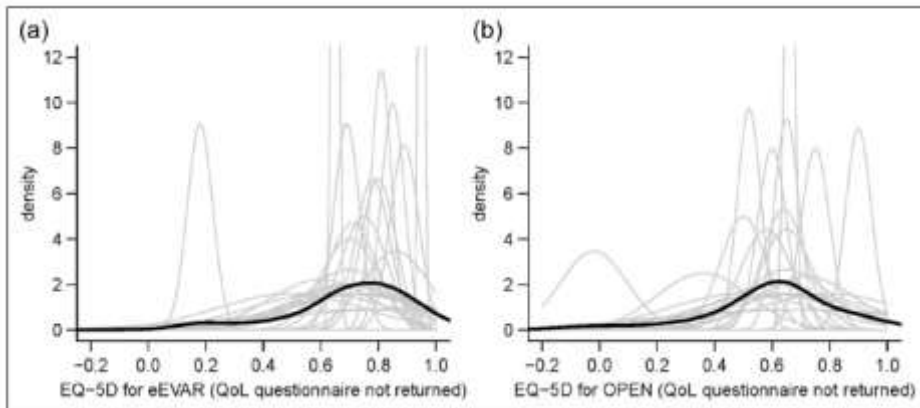 (a)
12
10
8
6
4
2
0
density
−0.2 0.0 0.2 0.4 0.6 0.8 1.0
EQ−5D for eEVAR (QoL questionnaire not returned)
(b)
12
10
8
6
4
2
0
density
−0.2 0.0 0.2 0.4 0.6 0.8 1.0
EQ−5D for OPEN (QoL questionnaire not returned)